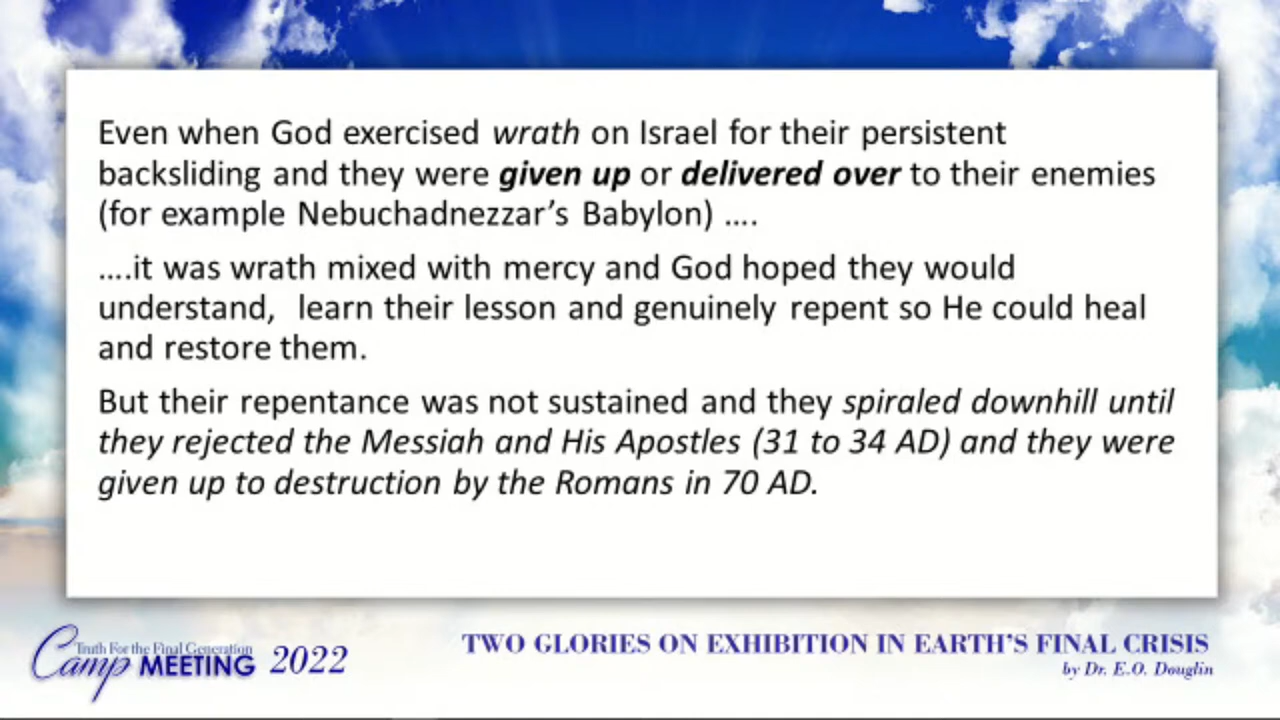 Even when God exercised wrath on Israel for their persistent
backsliding and they were given up or delivered over to their enemies
(for example Nebuchadnezzar’s Babylon) ....
....it was wrath mixed with mercy and God hoped they would
understand, learn their lesson and genuinely repent so He could heal
and restore them.
But their repentance was not sustained and they spiraled downhill until
they rejected the Messiah and His Apostles (31 to 34 AD) and they were
given up to destruction by the Romans in 70 AD.
Truth For the Final Generation
Camp MEETING 2022
TWO GLORIES ON EXHIBITION IN EARTH’S FINAL CRISIS
by Dr. E.O. Douglin